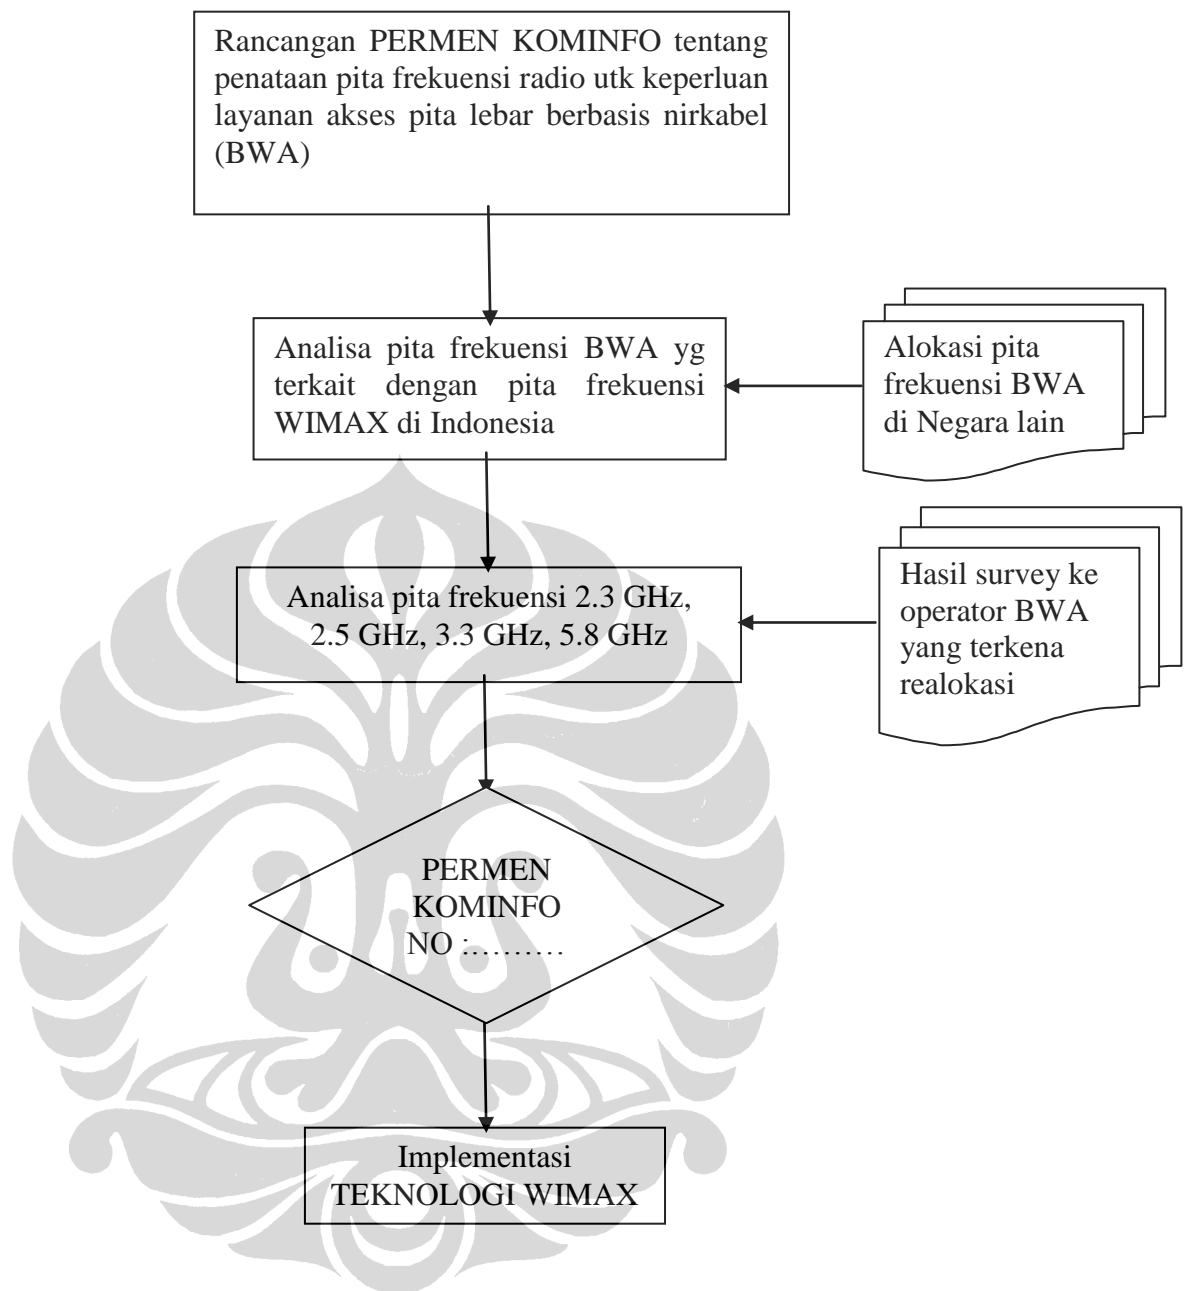 Rancangan PERMEN KOMINFO tentang
penataan pita frekuensi radio utk keperluan
layanan akses pita lebar berbasis nirkabel
(BWA)
Analisa pita frekuensi BWA yg
terkait dengan pita frekuensi
WIMAX di Indonesia
Alokasi pita
frekuensi BWA
di Negara lain
Analisa pita frekuensi 2.3 GHz,
2.5 GHz, 3.3 GHz, 5.8 GHz
Hasil survey ke
operator BWA
yang terkena
realokasi
PERMEN
KOMINFO
NO :.........
Implementasi
TEKNOLOGI WIMAX